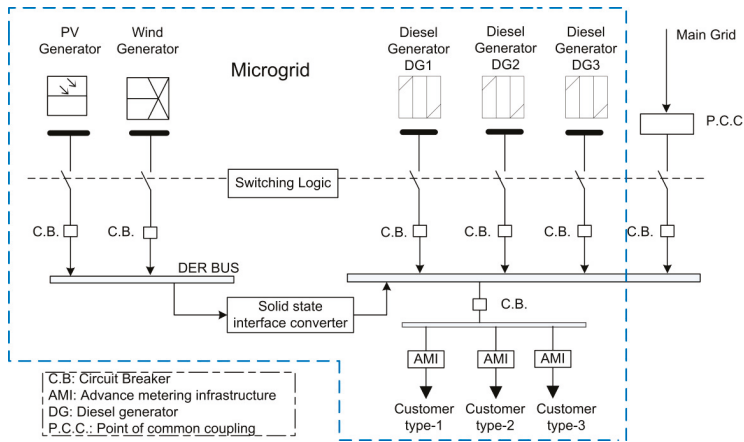 PV
Generator
Wind
Generator
Microgrid
Diesel
Generator
DG1
Diesel
Generator
DG2
Diesel
Generator
DG3
Main Grid
P.C.C
Switching Logic
C.B.
C.B.
C.B.
C.B.
C.B.
C.B.
DER BUS
Solid state
interface converter
C.B.
AMI
AMI
AMI
Customer
type-1
Customer
type-2
Customer
type-3
C.B: Circuit Breaker
AMI: Advance metering infrastructure
DG: Diesel generator
P.C.C.: Point of common coupling